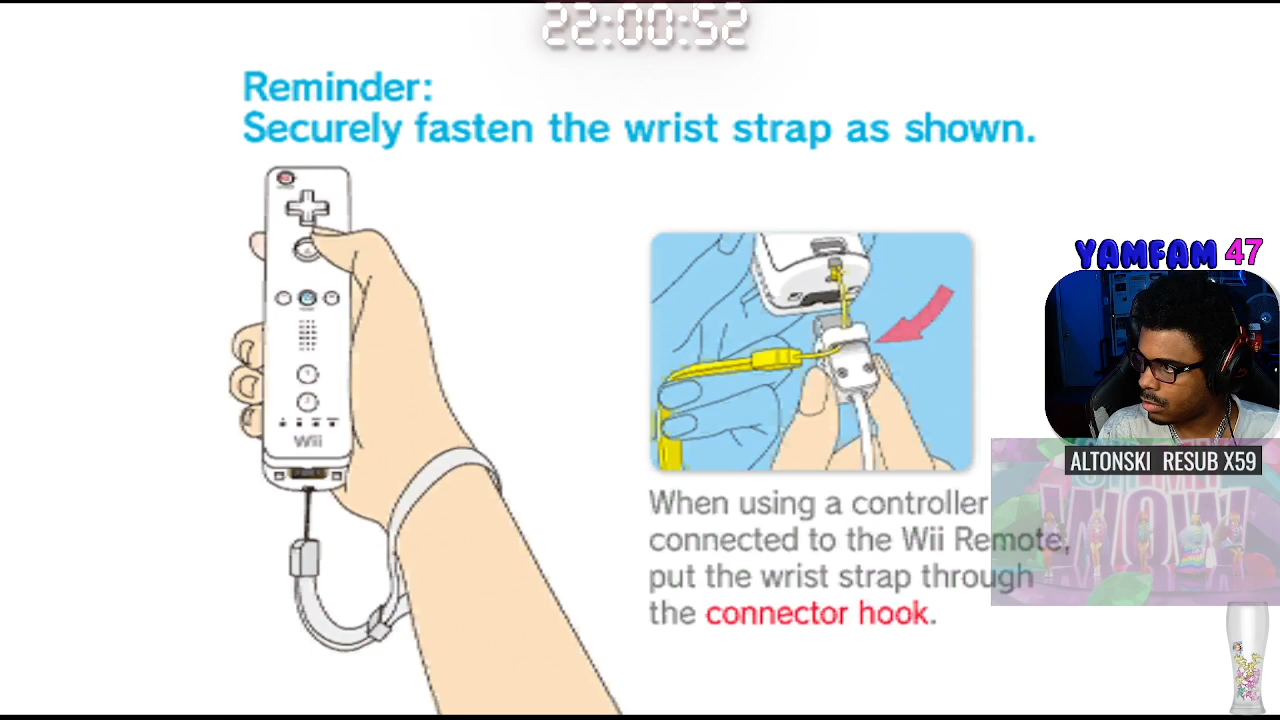 22:00:52
Reminder:
Securely fasten the wrist strap as shown.
YAMFAM 47
Wii
ALTONSKI RESUB X59
WOW
When using a controller
connected to the Wii Remote,
put the wrist strap through
the connector hook.